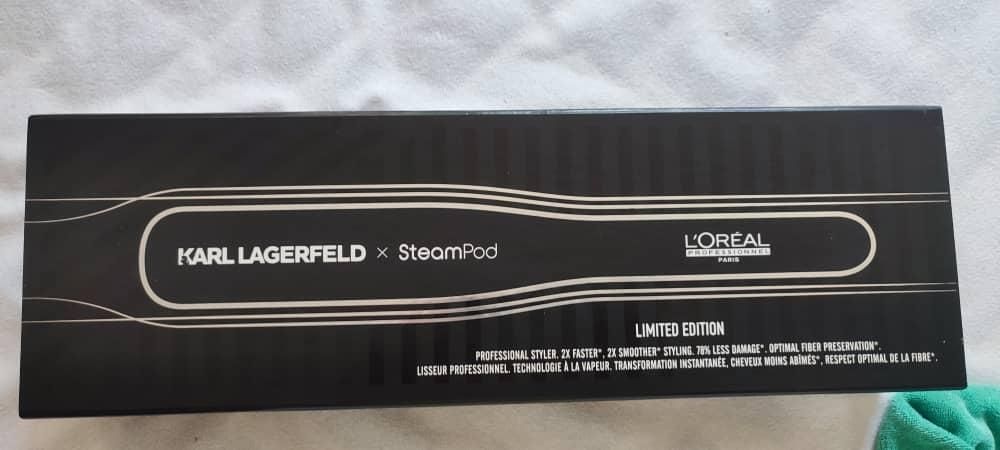 KARL LAGERFELD × SteamPod
L'ORÉAL
PROFESSIONNEL
PARIS
LIMITED EDITION
PROFESSIONAL STYLER. 2X FASTER*, 2X SMOOTHER* STYLING. 78% LESS DAMAGE*. OPTIMAL FIBER PRESERVATION*.
LISSEUR PROFESSIONNEL. TECHNOLOGIE À LA VAPEUR. TRANSFORMATION INSTANTANÉE, CHEVEUX MOINS ABÎMÉS*, RESPECT OPTIMAL DE LA FIBRE*.